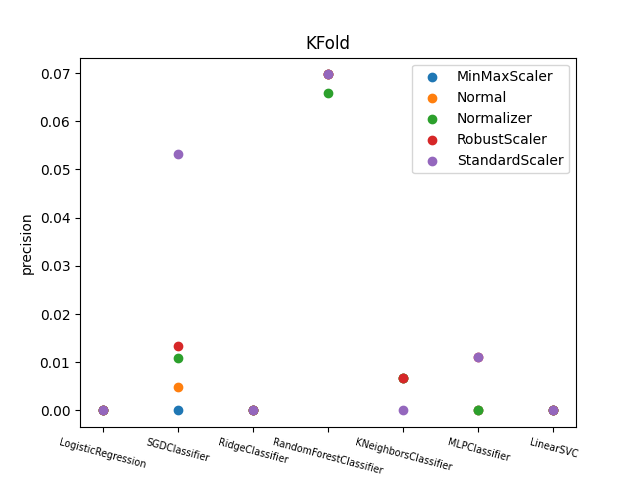 KFold
0.07
0.06
0.05
0.04
0.03
0.02
0.01
0.00
precision
MinMaxScaler
Normal
Normalizer
RobustScaler
StandardScaler
LogisticRegression
SGDClassifier
RidgeClassifier
RandomForestClassifier
KNeighborsClassifier
MLPClassifier
LinearSVC